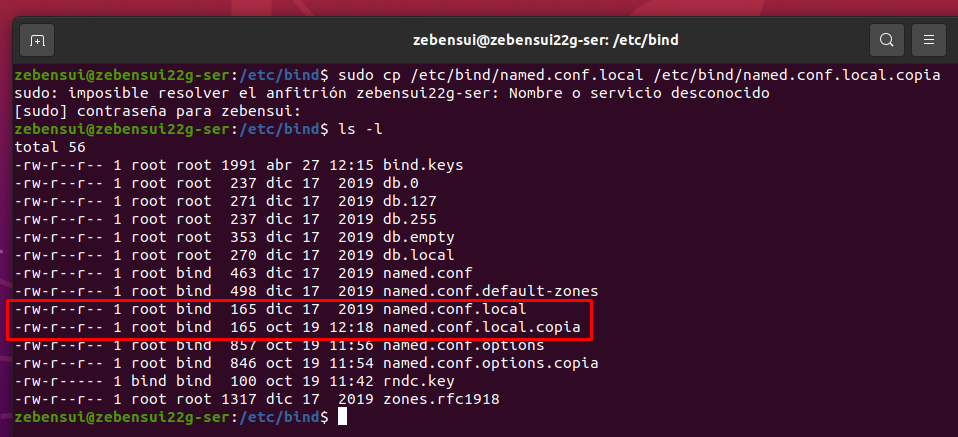 zebensui@zebensui22g-ser: /etc/bind
zebensui@zebensui22g-ser:/etc/bind$ sudo cp /etc/bind/named.conf.local /etc/bind/named.conf.local.copia
sudo: imposible resolver el anfitrión zebensui22g-ser: Nombre o servicio desconocido
[sudo] contraseña para zebensui:
zebensui@zebensui22g-ser:/etc/bind$ ls -l
total 56
-rw-r--r-- 1 root root 1991 abr 27 12:15 bind.keys
-rw-r--r-- 1 root root  237 dic 17  2019 db.0
-rw-r--r-- 1 root root  271 dic 17  2019 db.127
-rw-r--r-- 1 root root  237 dic 17  2019 db.255
-rw-r--r-- 1 root root  353 dic 17  2019 db.empty
-rw-r--r-- 1 root root  270 dic 17  2019 db.local
-rw-r--r-- 1 root bind  463 dic 17  2019 named.conf
-rw-r--r-- 1 root bind  498 dic 17  2019 named.conf.default-zones
-rw-r--r-- 1 root bind  165 dic 17  2019 named.conf.local
-rw-r--r-- 1 root bind  165 oct 19 12:18 named.conf.local.copia
-rw-r--r-- 1 root bind  857 oct 19 11:56 named.conf.options
-rw-r--r-- 1 root bind  846 oct 19 11:54 named.conf.options.copia
-rw-r----- 1 bind bind  100 oct 19 11:42 rndc.key
-rw-r--r-- 1 root root 1317 dic 17  2019 zones.rfc1918
zebensui@zebensui22g-ser:/etc/bind$